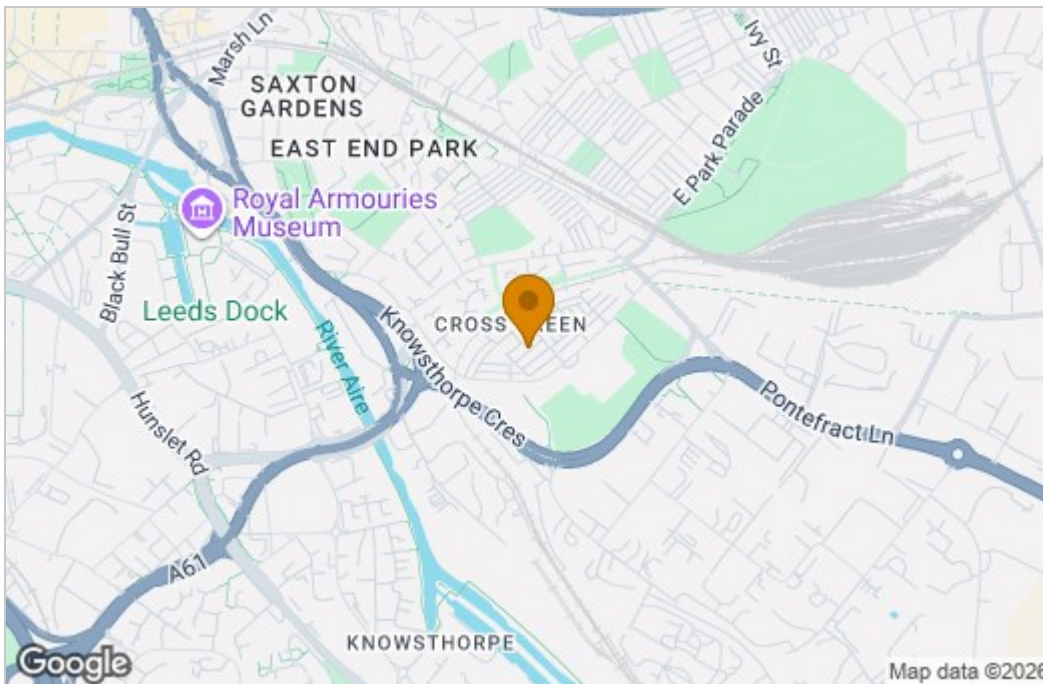 Marsh Ln
SAXTON
GARDENS
Ivy St
EAST END PARK
E Park Parade
Royal Armouries
Museum
Black Bull St
Leeds Dock
CROSS GREEN
River Aire
Knowsthorpe Cres
Hunslet Rd
Pontefract Ln
A61
KNOWSTHORPE
Google
Map data ©2026